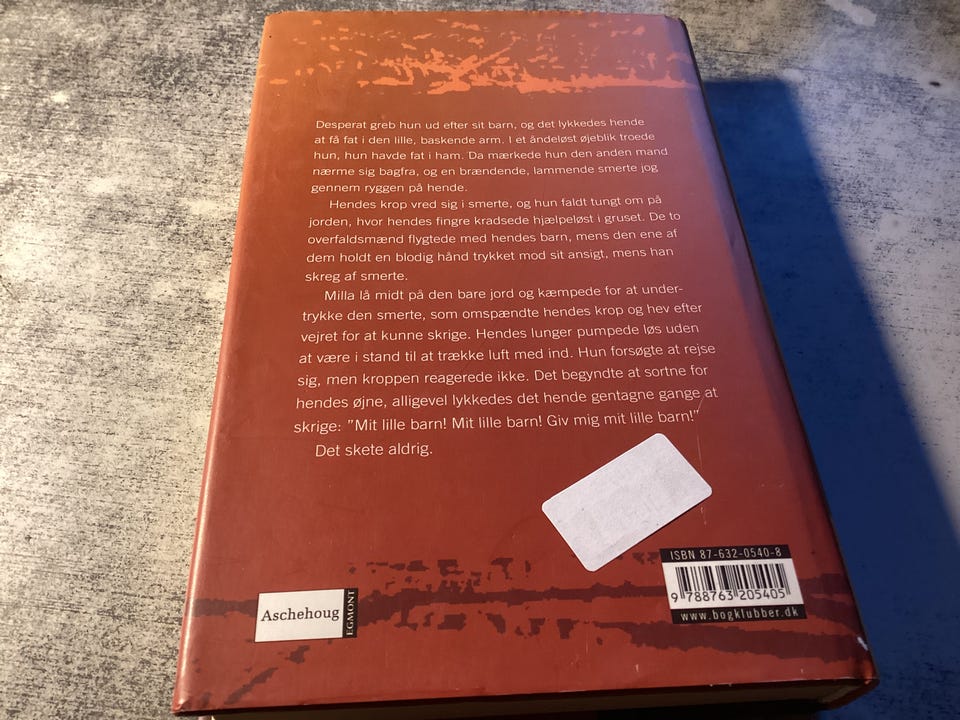 Desperat greb hun ud efter sit barn, og det lykkedes hende
at få fat i den lille, baskende arm. I et åndeløst øjeblik troede
hun, hun havde fat i ham. Da mærkede hun den anden mand
nærme sig bagfra, og en brændende, lammende smerte jog
gennem ryggen på hende.
Hendes krop vred sig i smerte, og hun faldt tungt om på
jorden, hvor hendes fingre kradsede hjælpeløst i gruset. De to
overfaldsmænd flygtede med hendes barn, mens den ene af
dem holdt en blodig hånd trykket mod sit ansigt, mens han
skreg af smerte.
Milla lå midt på den bare jord og kæmpede for at under-
trykke den smerte, som omspændte hendes krop og hev efter
vejret for at kunne skrige. Hendes lunger pumpede løs uden
at være i stand til at trække luft med ind. Hun forsøgte at rejse
sig, men kroppen reagerede ikke. Det begyndte at sortne for
hendes øjne, alligevel lykkedes det hende gentagne gange at
skrige: ”Mit lille barn! Mit lille barn! Giv mig mit lille barn!”
Det skete aldrig.
ISBN 87-632-0540-8
9 788763 205405
www.bogklubber.dk
Aschehoug
EGMONT